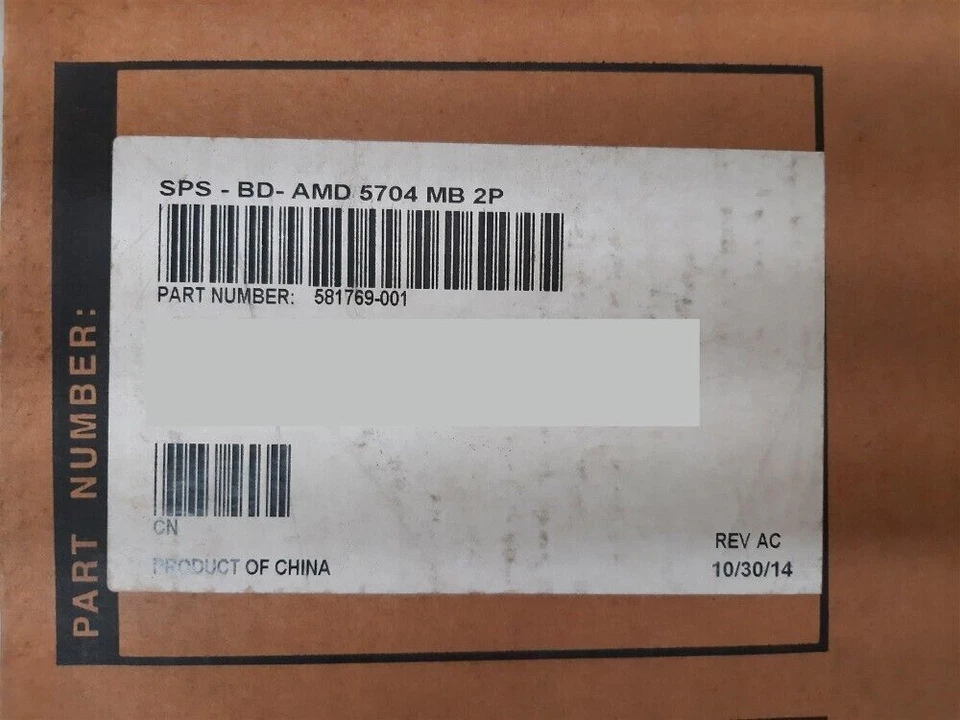 SPS - BD- AMD 5704 MB 2P
PART NUMBER: 581769-001
CN
PRODUCT OF CHINA
REV AC
10/30/14
PART NUMBER: